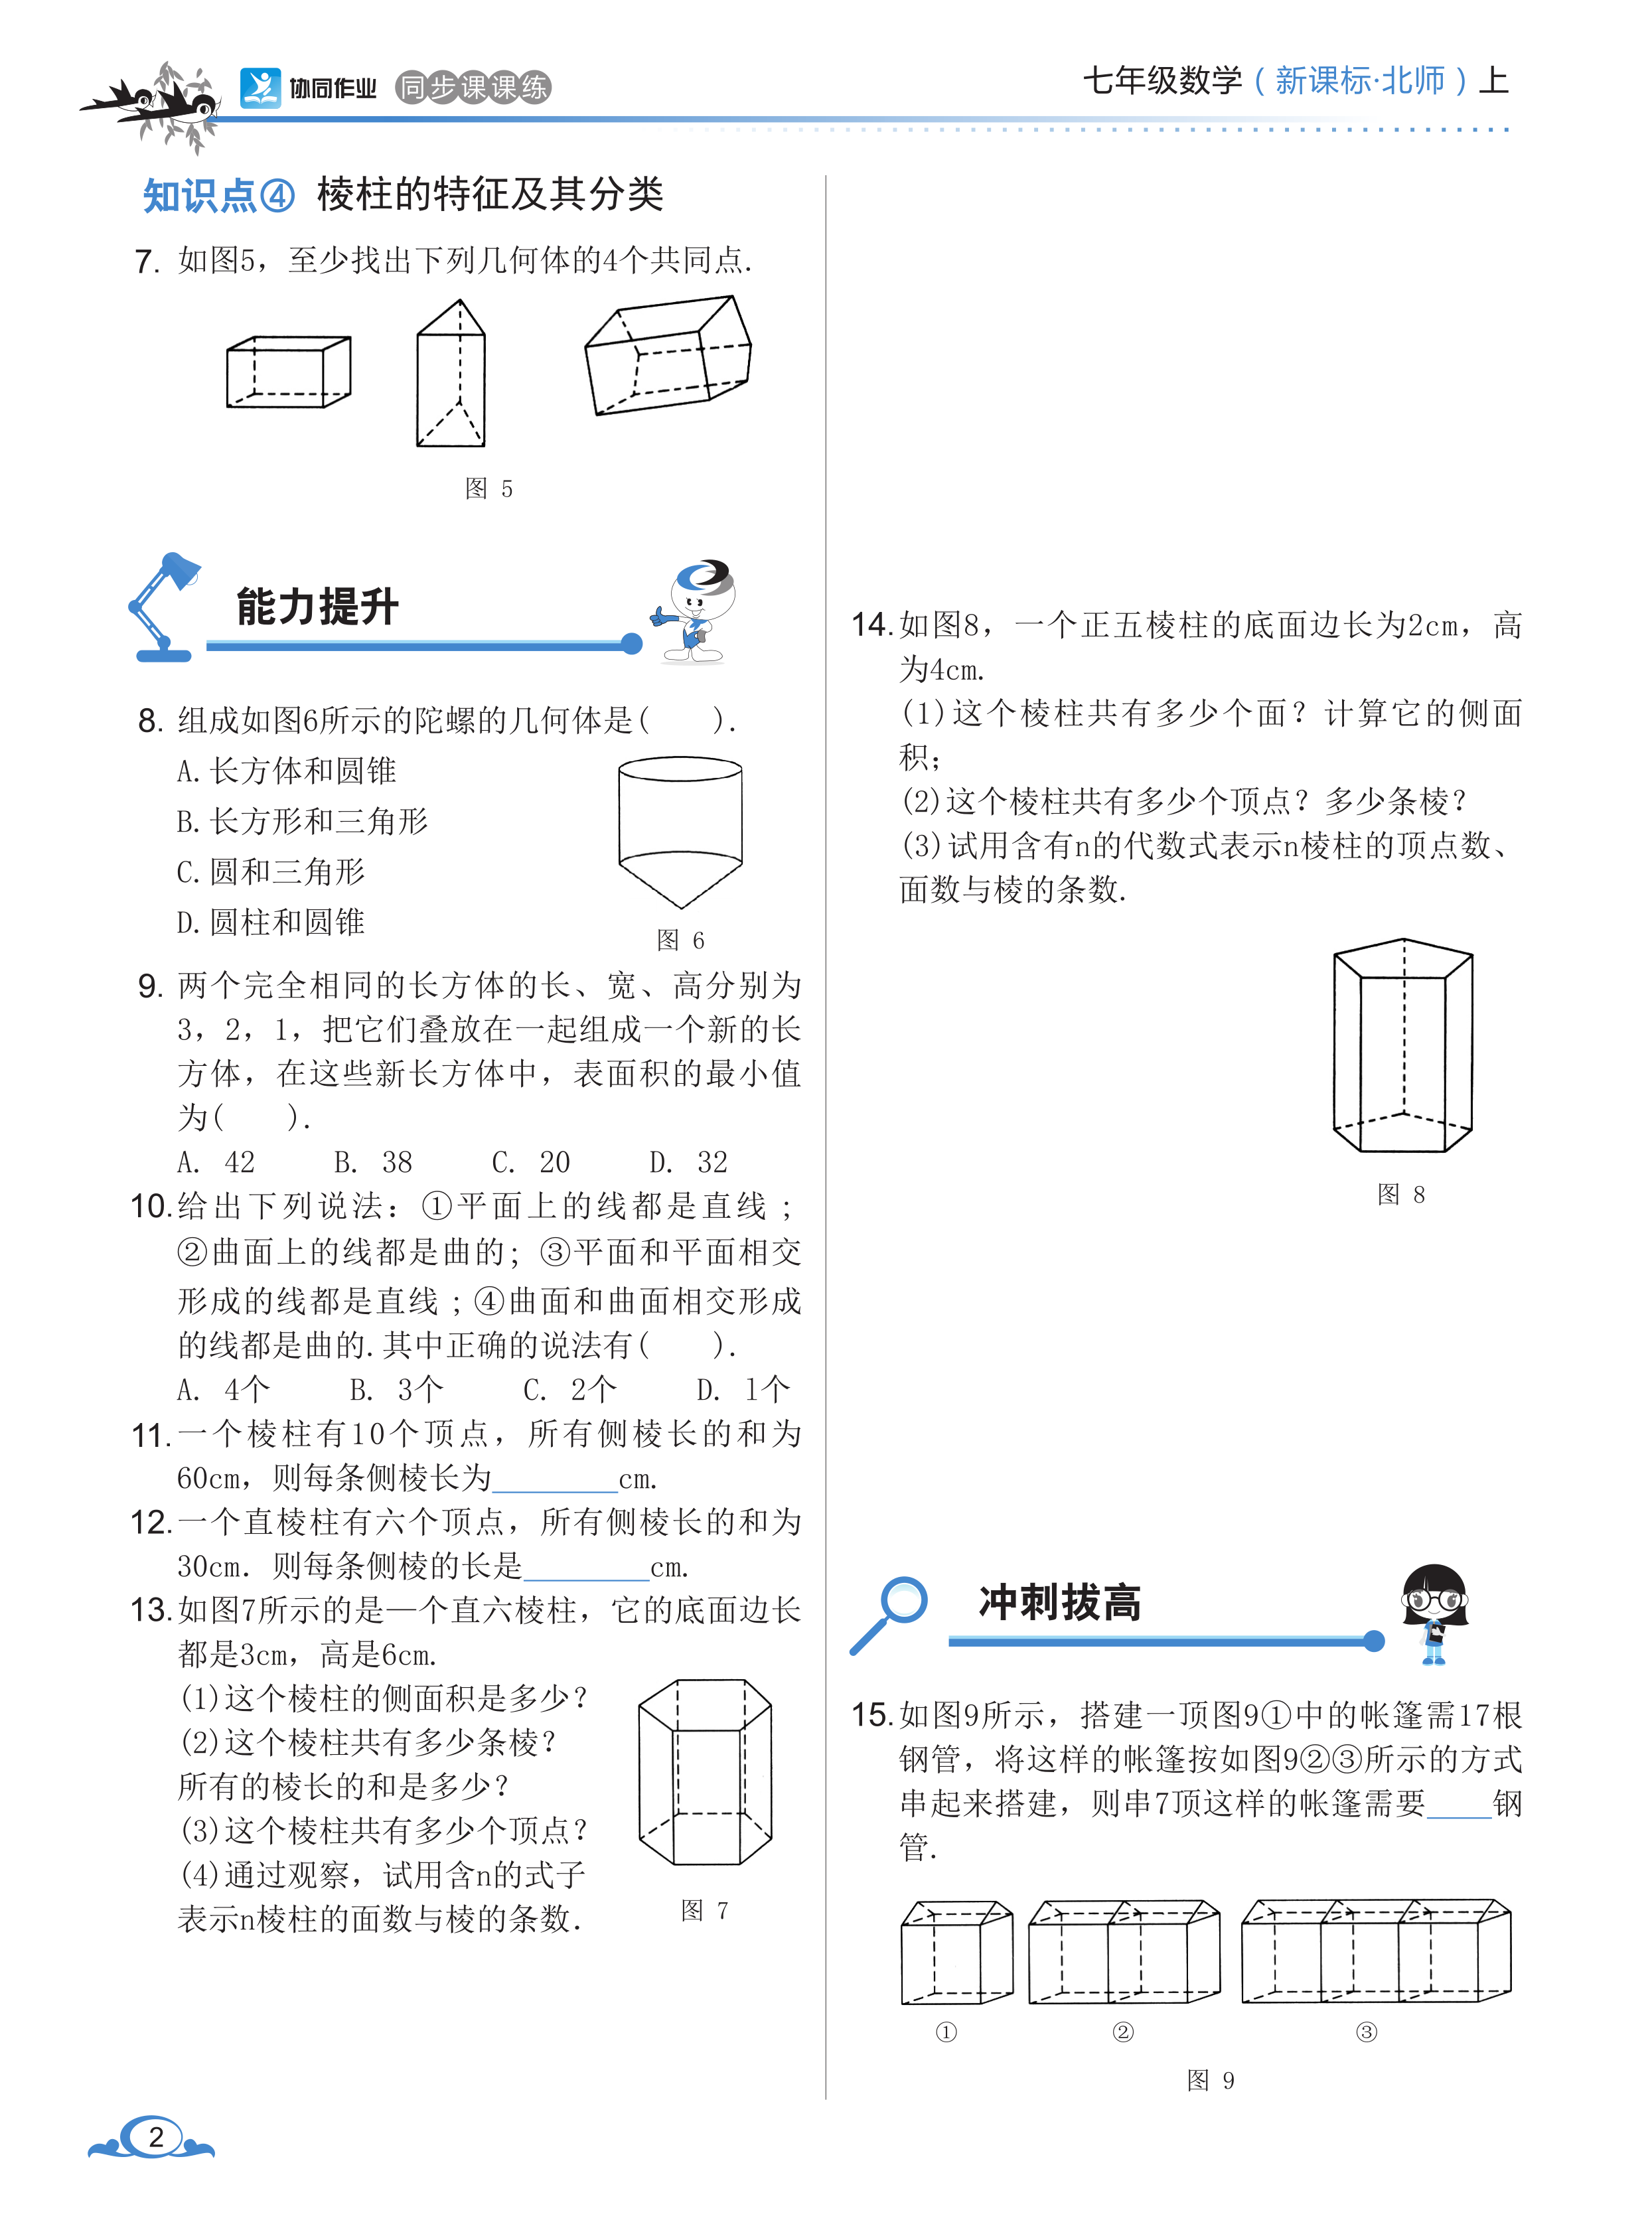 协同作业 同步课课练
七年级数学（新课标·北师）上
知识点④ 棱柱的特征及其分类
7. 如图5，至少找出下列几何体的4个共同点.
图 5
能力提升
8. 组成如图6所示的陀螺的几何体是(　　).
A.长方体和圆锥
B.长方形和三角形
C.圆和三角形
D.圆柱和圆锥
图 6
9. 两个完全相同的长方体的长、宽、高分别为
3，2，1，把它们叠放在一起组成一个新的长
方体，在这些新长方体中，表面积的最小值
为(　　).
A. 42　　B. 38　　C. 20　　D. 32
10.给出下列说法：①平面上的线都是直线；
②曲面上的线都是曲的；③平面和平面相交
形成的线都是直线；④曲面和曲面相交形成
的线都是曲的.其中正确的说法有(　　).
A. 4个　　B. 3个　　C. 2个　　D. 1个
11.一个棱柱有10个顶点，所有侧棱长的和为
60cm，则每条侧棱长为________cm.
12.一个直棱柱有六个顶点，所有侧棱长的和为
30cm. 则每条侧棱的长是________cm.
13.如图7所示的是—个直六棱柱，它的底面边长
都是3cm，高是6cm.
(1)这个棱柱的侧面积是多少？
(2)这个棱柱共有多少条棱？
所有的棱长的和是多少？
(3)这个棱柱共有多少个顶点？
(4)通过观察，试用含n的式子
表示n棱柱的面数与棱的条数.
图 7
14.如图8，一个正五棱柱的底面边长为2cm，高
为4cm.
(1)这个棱柱共有多少个面？计算它的侧面
积；
(2)这个棱柱共有多少个顶点？多少条棱？
(3)试用含有n的代数式表示n棱柱的顶点数、
面数与棱的条数.
图 8
冲刺拔高
15.如图9所示，搭建一顶图9①中的帐篷需17根
钢管，将这样的帐篷按如图9②③所示的方式
串起来搭建，则串7顶这样的帐篷需要____钢
管.
① ② ③
图 9
2